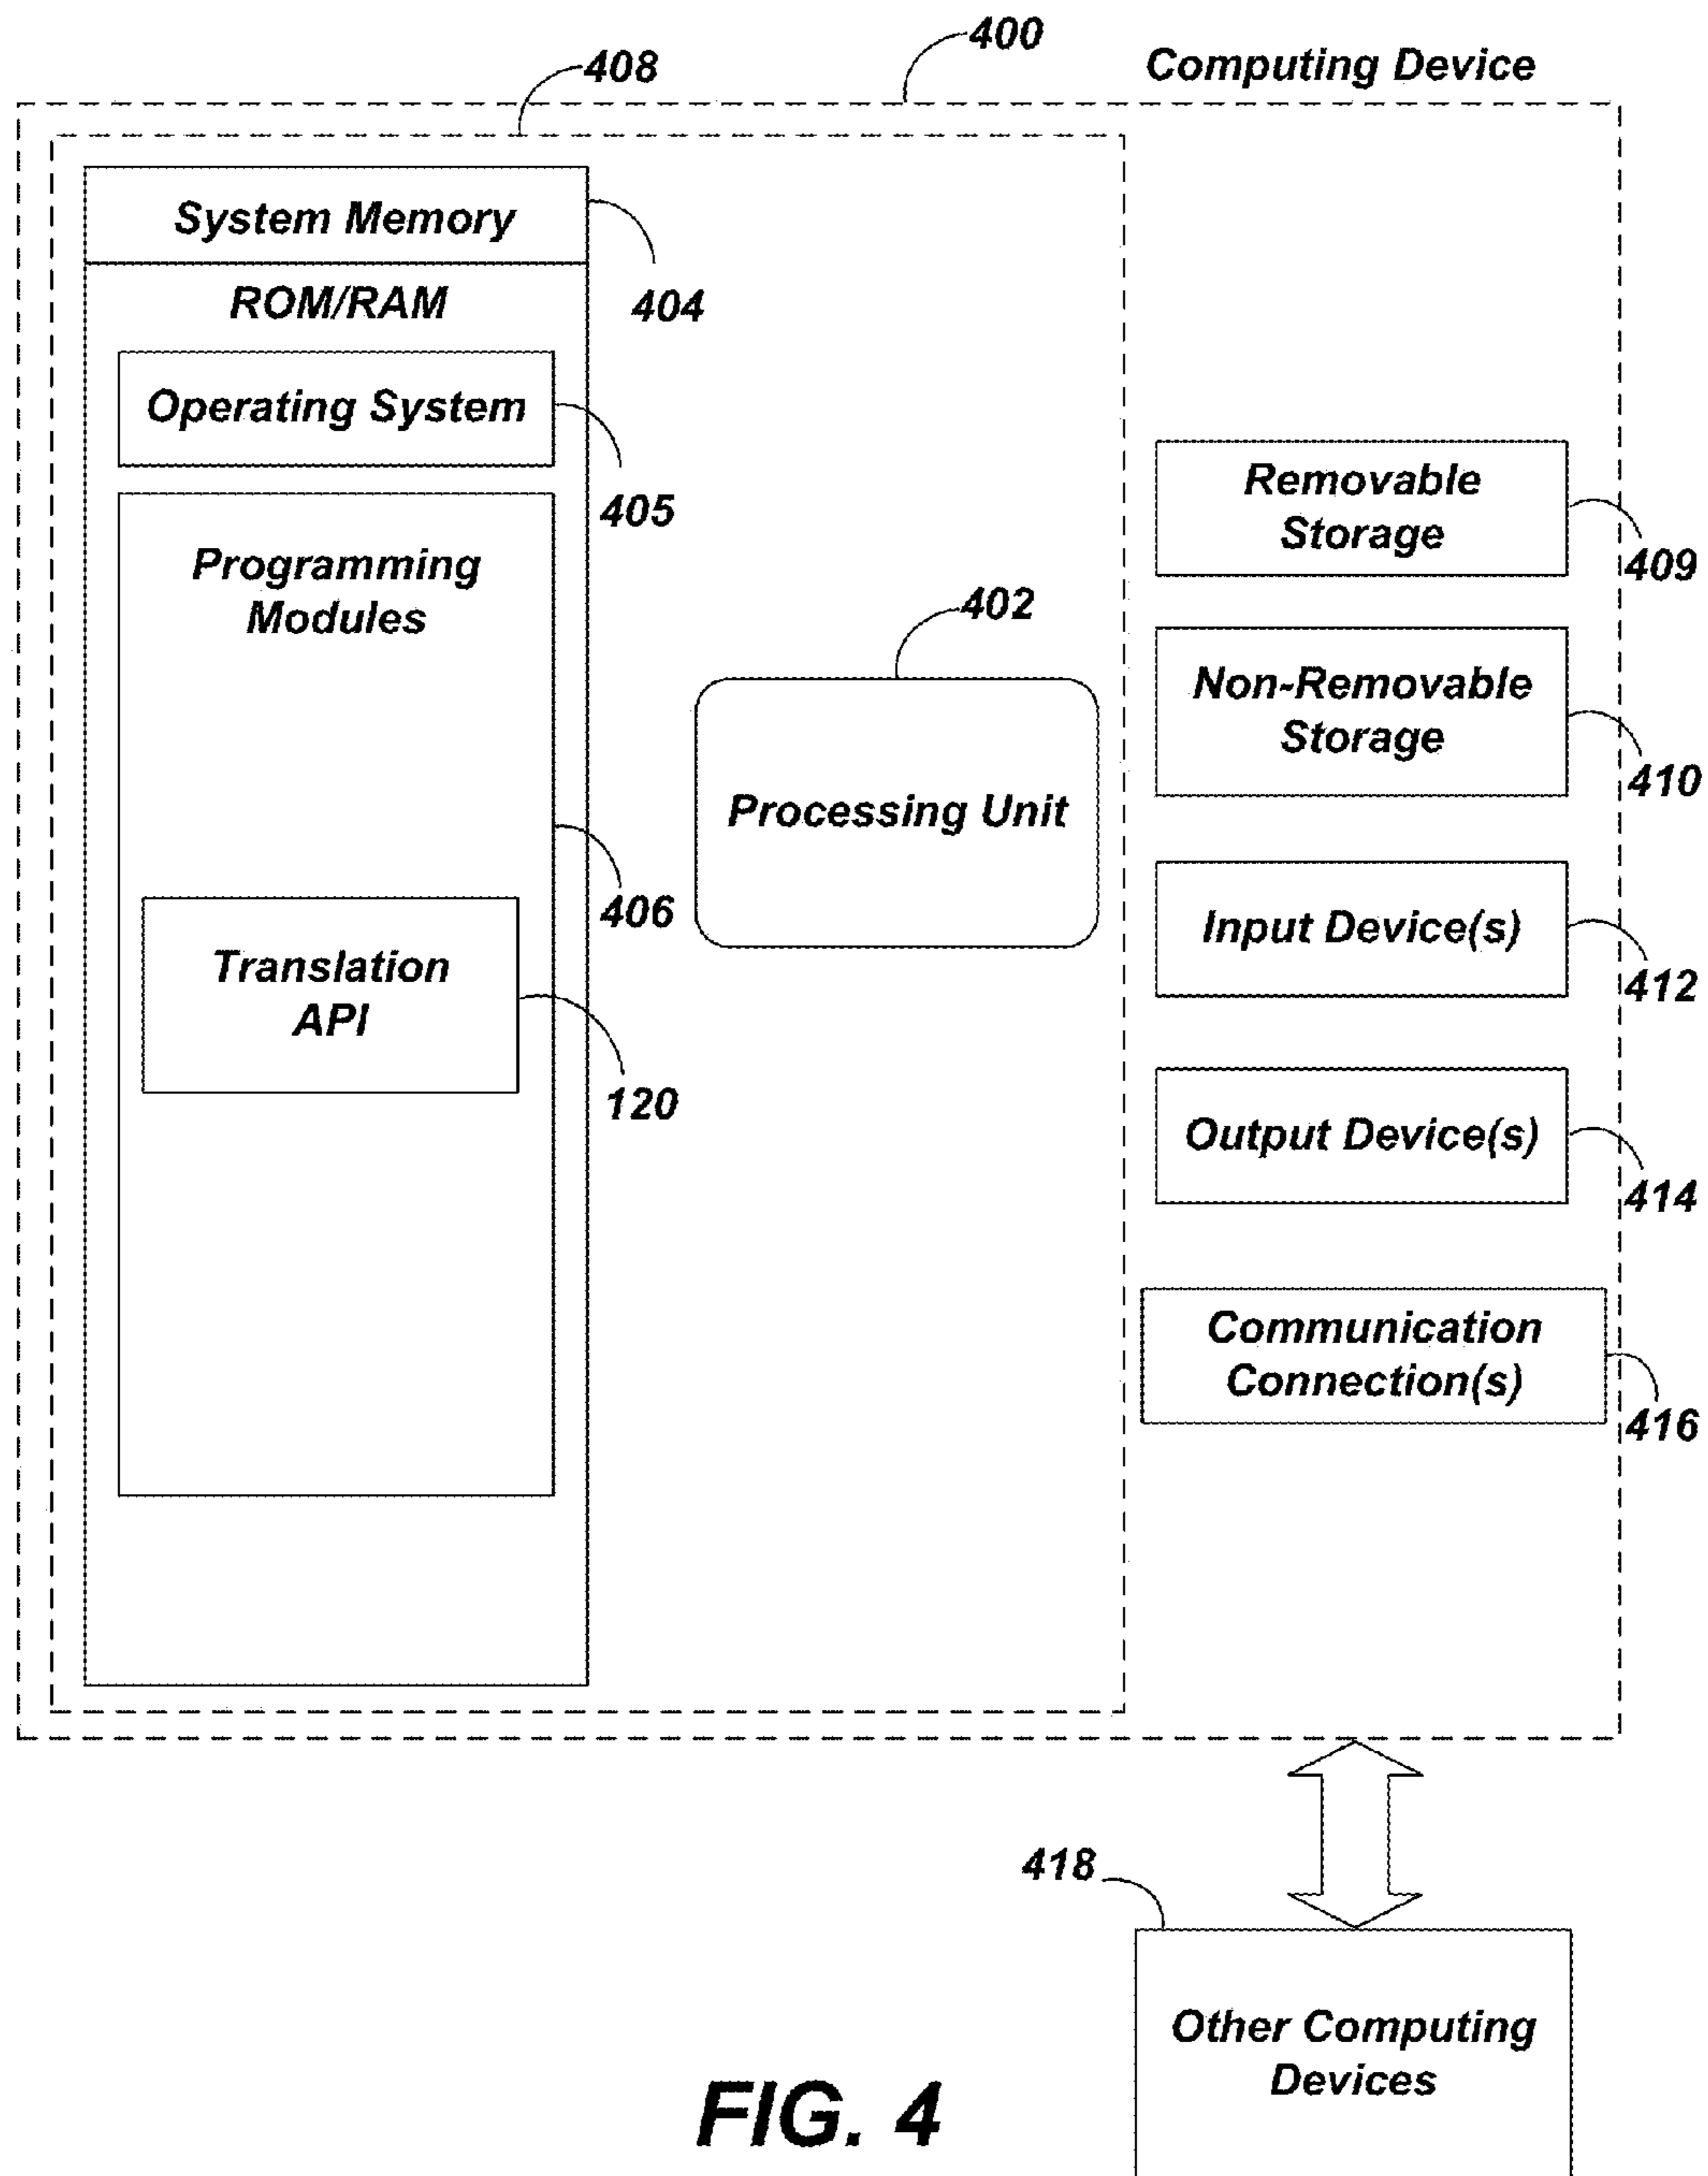 400
Computing Device
408
System Memory
404
ROM/RAM
Operating System
405
Programming
Modules
406
Translation
API
120
402
Processing Unit
Removable
Storage
409
Non-Removable
Storage
410
Input Device(s)
412
Output Device(s)
414
Communication
Connection(s)
416
418
Other Computing
Devices
FIG. 4